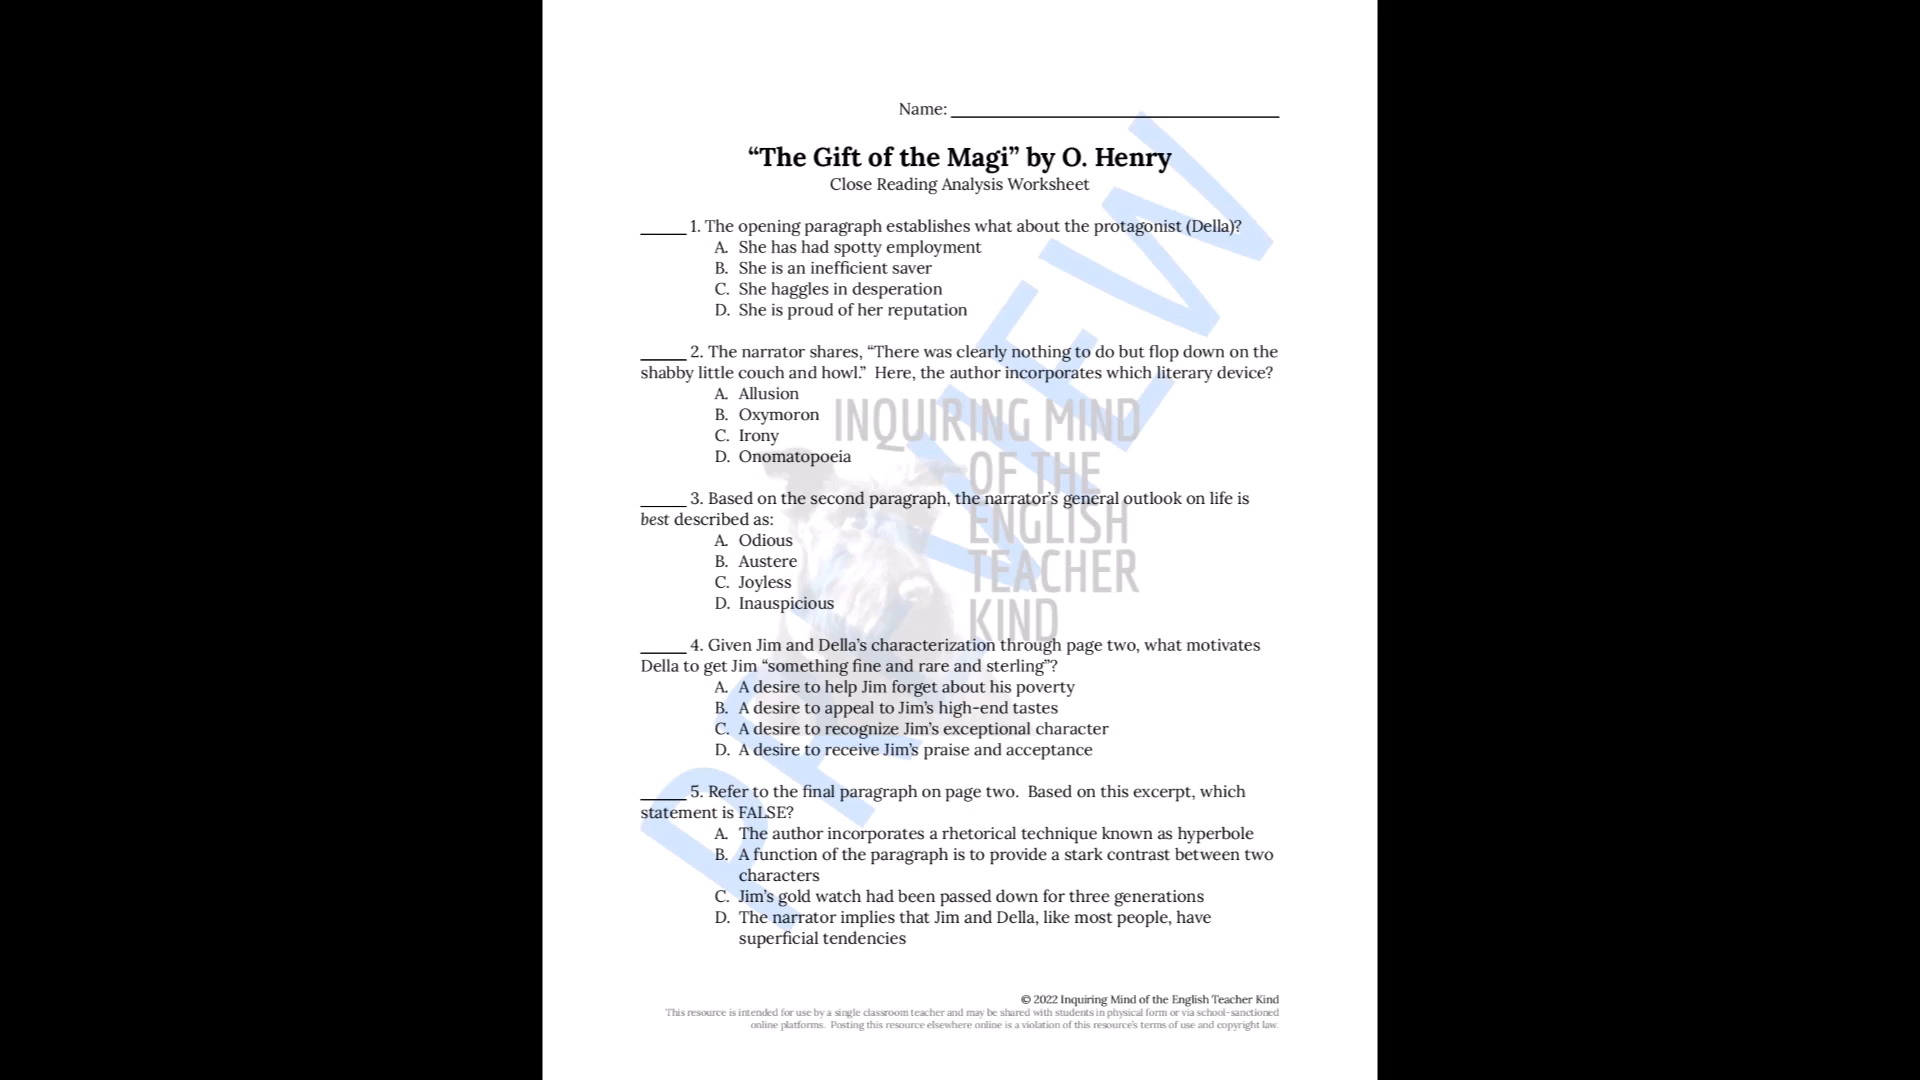 Name:
“The Gift of the Magi” by O. Henry
Close Reading Analysis Worksheet
1. The opening paragraph establishes what about the protagonist (Della)?
A. She has had spotty employment
B. She is an inefficient saver
C. She haggles in desperation
D. She is proud of her reputation
2. The narrator shares, “There was clearly nothing to do but flop down on the
shabby little couch and howl.” Here, the author incorporates which literary device?
A. Allusion
B. Oxymoron
C. Irony
D. Onomatopoeia
3. Based on the second paragraph, the narrator’s general outlook on life is
best described as:
A. Odious
B. Austere
C. Joyless
D. Inauspicious
4. Given Jim and Della’s characterization through page two, what motivates
Della to get Jim “something fine and rare and sterling”?
A. A desire to help Jim forget about his poverty
B. A desire to appeal to Jim’s high-end tastes
C. A desire to recognize Jim’s exceptional character
D. A desire to receive Jim’s praise and acceptance
5. Refer to the final paragraph on page two. Based on this excerpt, which
statement is FALSE?
A. The author incorporates a rhetorical technique known as hyperbole
B. A function of the paragraph is to provide a stark contrast between two
characters
C. Jim’s gold watch had been passed down for three generations
D. The narrator implies that Jim and Della, like most people, have
superficial tendencies
© 2022 Inquiring Mind of the English Teacher Kind
This resource is intended for use by a single classroom teacher and may be shared with students in physical form or via school-sanctioned
online platforms. Posting this resource elsewhere online is a violation of this resource’s terms of use and copyright law.
PREVIEW
INQUIRING MIND
OF THE
ENGLISH
TEACHER
KIND